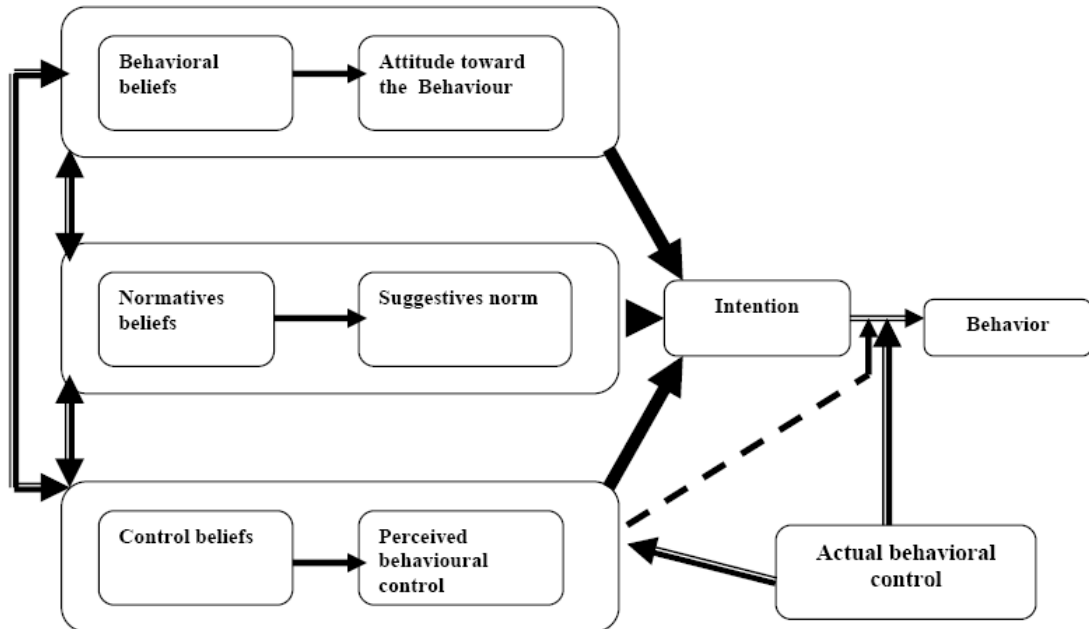 Behavioral
beliefs
Attitude toward
the Behaviour
Normatives
beliefs
Suggestives norm
Intention
Behavior
Control beliefs
Perceived
behavioural
control
Actual behavioral
control